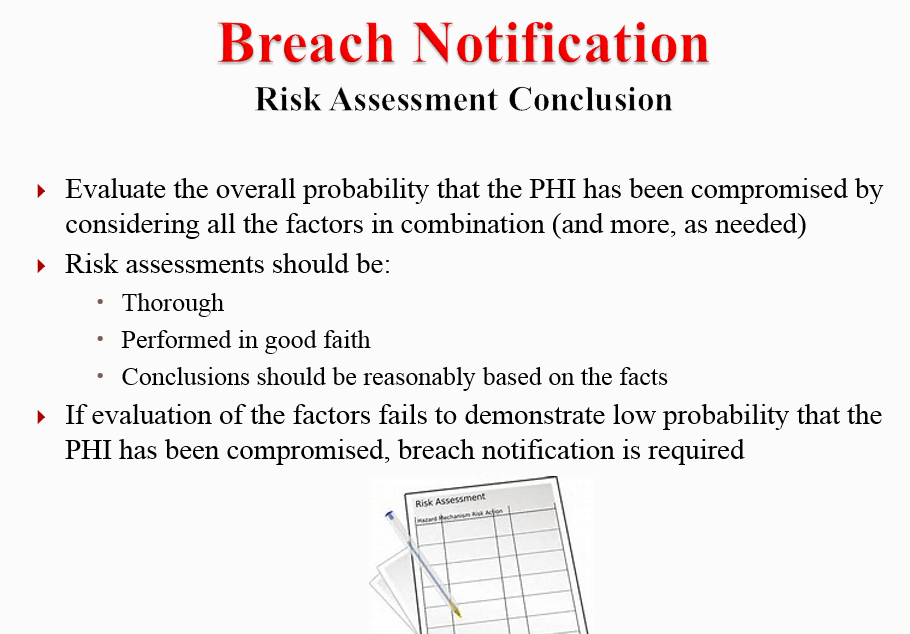 Breach Notification
Risk Assessment Conclusion
Evaluate the overall probability that the PHI has been compromised by
considering all the factors in combination (and more, as needed)
Risk assessments should be:
• Thorough
• Performed in good faith
• Conclusions should be reasonably based on the facts
If evaluation of the factors fails to demonstrate low probability that the
PHI has been compromised, breach notification is required
Risk Assessment
Hazard Mechanism Risk Action